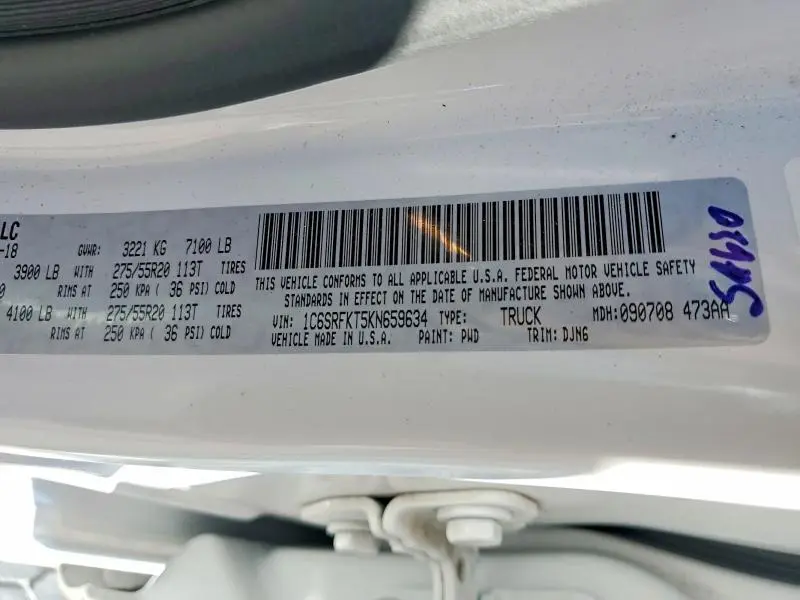 LC
-18
GVWR: 3221 KG 7100 LB
3900 LB WITH 275/55R20 113T TIRES
0 RIMS AT 250 KPA ( 36 PSI) COLD
4100 LB WITH 275/55R20 113T TIRES
RIMS AT 250 KPA ( 36 PSI) COLD
THIS VEHICLE CONFORMS TO ALL APPLICABLE U.S.A. FEDERAL MOTOR VEHICLE SAFETY
STANDARDS IN EFFECT ON THE DATE OF MANUFACTURE SHOWN ABOVE.
VIN: 1C6SRFKT5KN659634 TYPE: TRUCK MDH:090708 473AA
VEHICLE MADE IN U.S.A. PAINT: PWD TRIM: DJN6